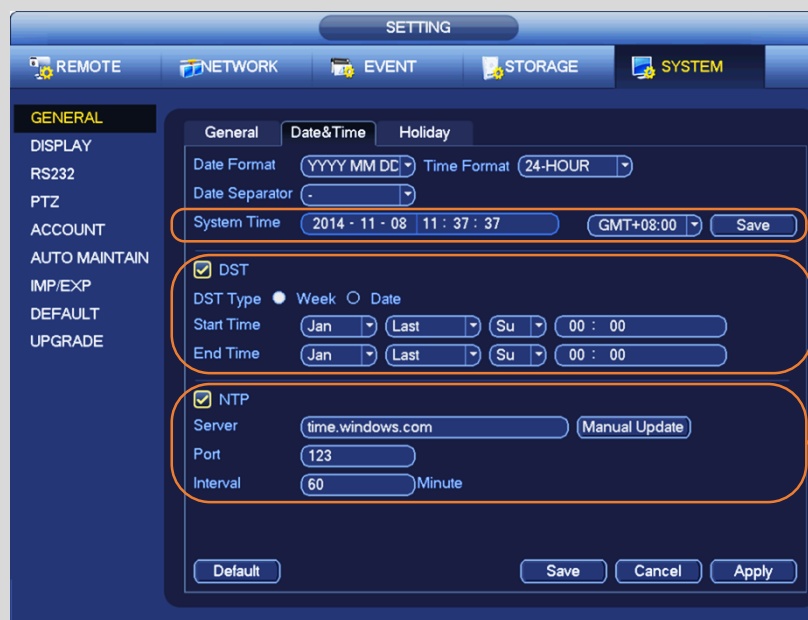 SETTING
REMOTE NETWORK EVENT STORAGE SYSTEM
GENERAL
DISPLAY
RS232
PTZ
ACCOUNT
AUTO MAINTAIN
IMP/EXP
DEFAULT
UPGRADE
General Date&Time Holiday
Date Format YYYY MM DD Time Format 24-HOUR
Date Separator -
System Time 2014 - 11 - 08 11 : 37 : 37 GMT+08:00 Save
DST
DST Type Week Date
Start Time Jan Last Su 00 : 00
End Time Jan Last Su 00 : 00
NTP
Server time.windows.com Manual Update
Port 123
Interval 60 Minute
Default Save Cancel Apply